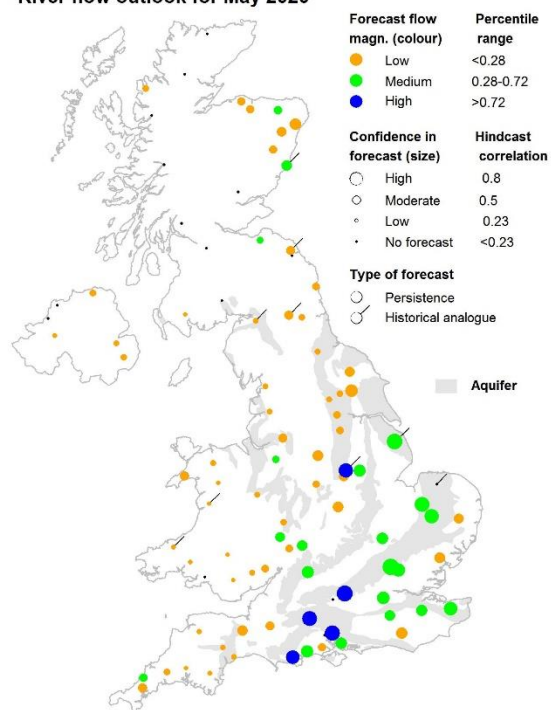 River flow outlook for May 2020
Forecast flow Percentile
magn. (colour) range
Low <0.28
Medium 0.28-0.72
High >0.72
Confidence in Hindcast
forecast (size) correlation
High 0.8
Moderate 0.5
Low 0.23
No forecast <0.23
Type of forecast
Persistence
Historical analogue
Aquifer